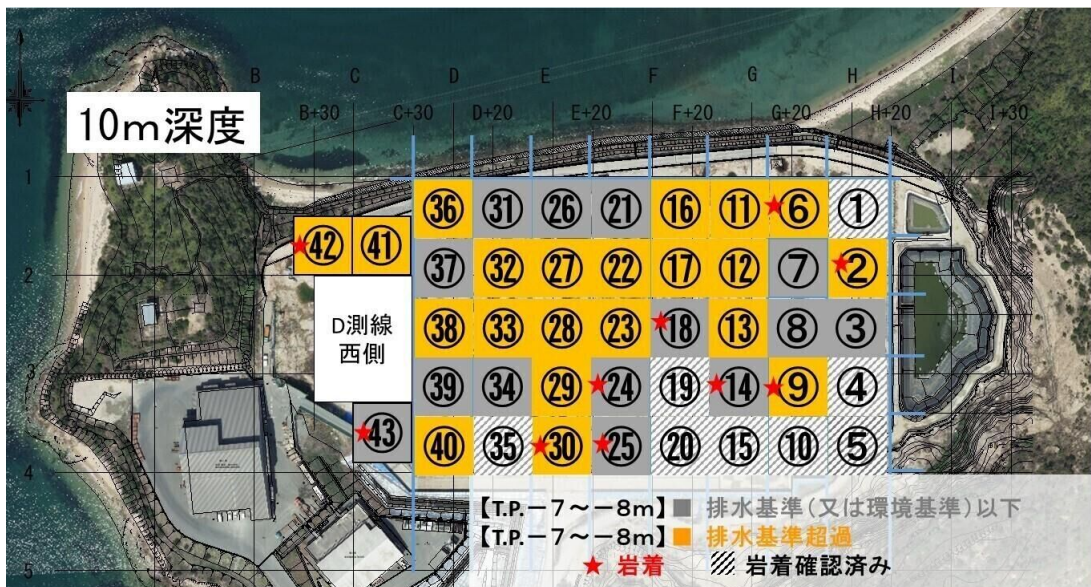 10m深度
A B C D E F G H I
B+30 C+30 D+20 E+20 F+20 G+20 H+20 I+30
1
㊱ ㉛ ㉖ ㉑ ⑯ ⑪ ⑥ ①
㊷ ㊶
㊲ ㉜ ㉗ ㉒ ⑰ ⑫ ⑦ ②
2
D測線
西側
㊳ ㉝ ㉘ ㉓ ⑱ ⑬ ⑧ ③
3
㊴ ㉞ ㉙ ㉔ ⑲ ⑭ ⑨ ④
㊸
㊵ ㉟ ㉚ ㉕ ⑳ ⑮ ⑩ ⑤
4
【T.P.-7~-8m】 排水基準(又は環境基準)以下
【T.P.-7~-8m】 排水基準超過
岩着 岩着確認済み
5